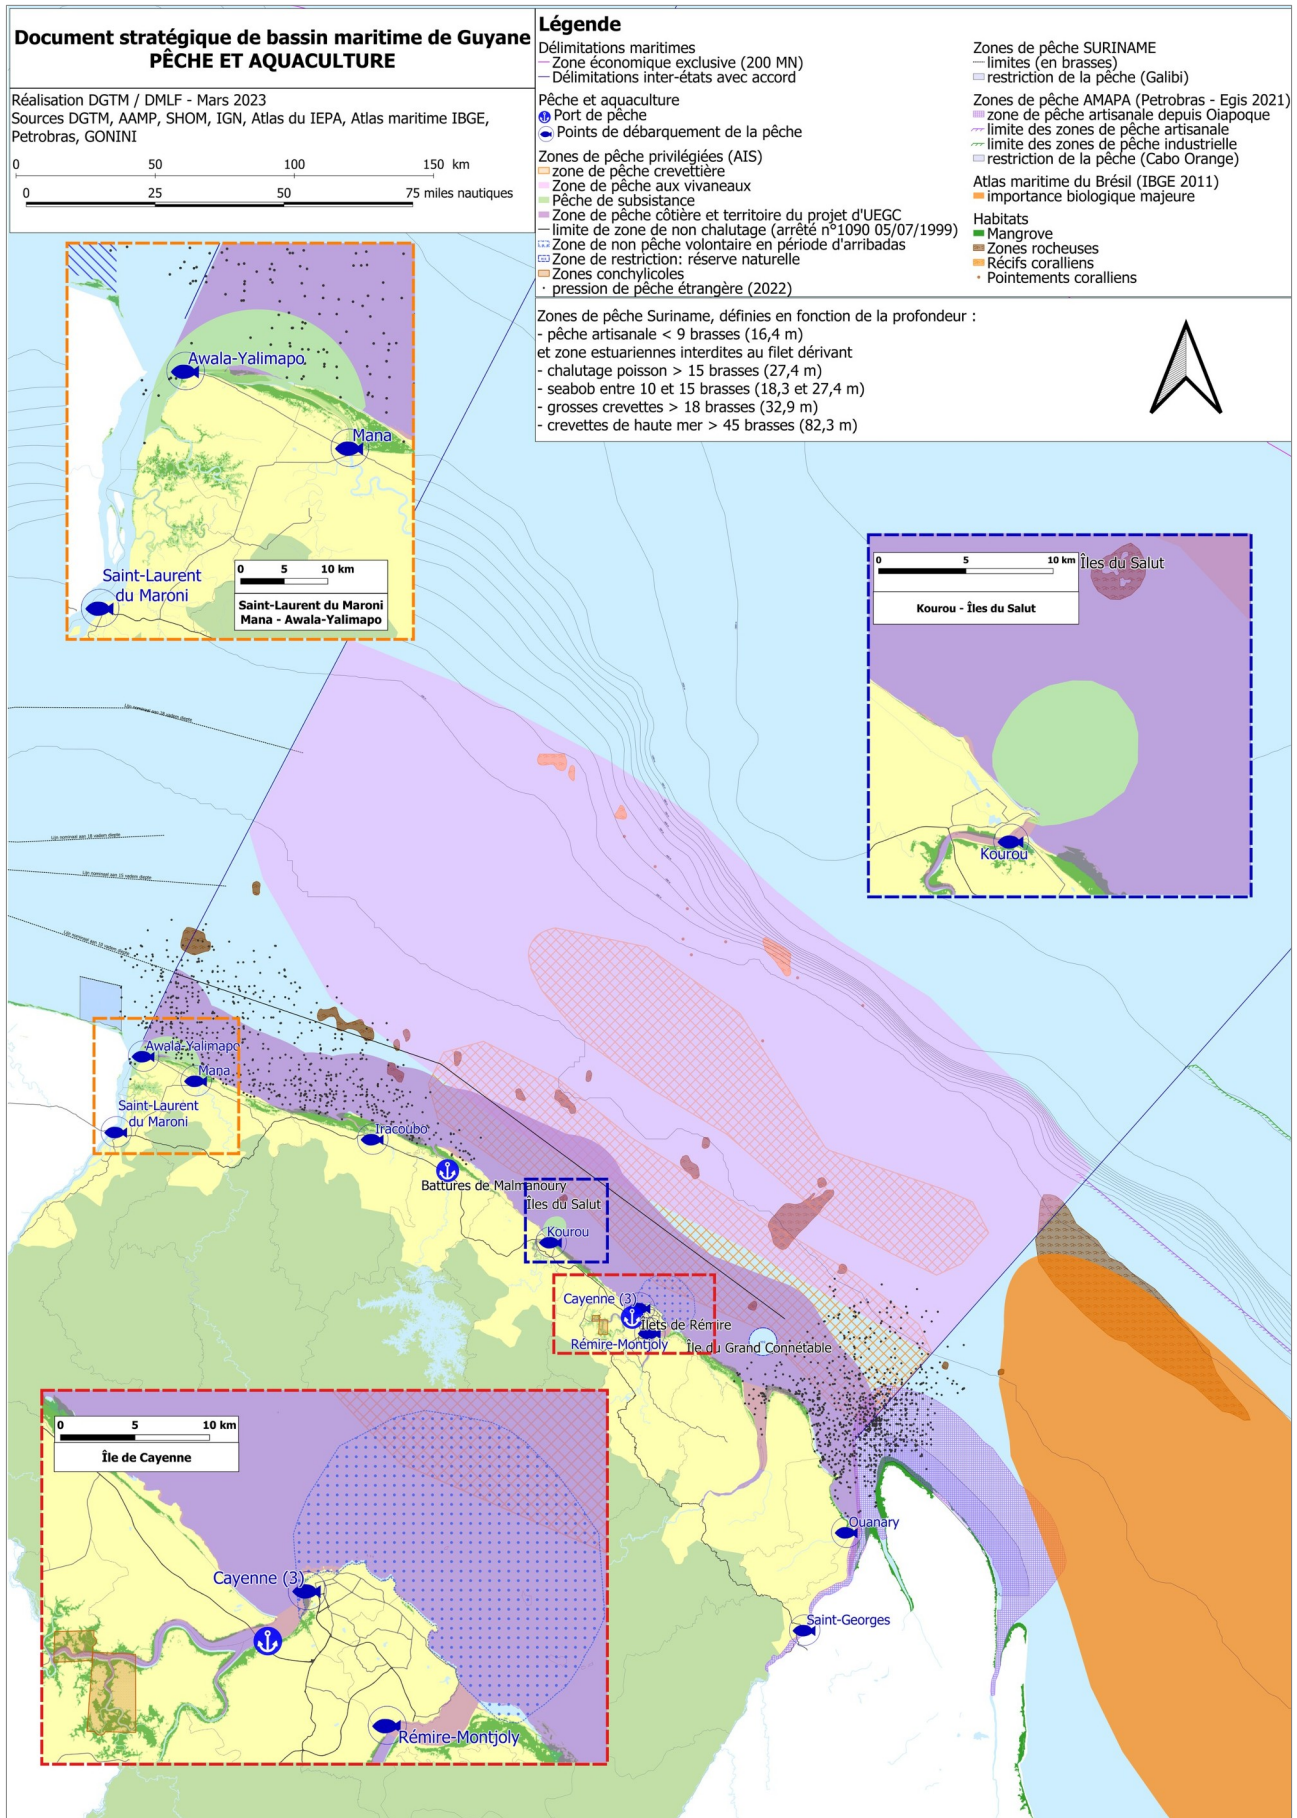 Document stratégique de bassin maritime de Guyane
PÊCHE ET AQUACULTURE
Réalisation DGTM / DMLF - Mars 2023
Sources DGTM, AAMP, SHOM, IGN, Atlas du IEPA, Atlas maritime IBGE,
Petrobras, GONINI
0 50 100 150 km
0 25 50 75 miles nautiques
Légende
Délimitations maritimes
Zone économique exclusive (200 MN)
Délimitations inter-états avec accord
Pêche et aquaculture
Port de pêche
Points de débarquement de la pêche
Zones de pêche privilégiées (AIS)
zone de pêche crevettière
Zone de pêche aux vivaneaux
Pêche de subsistance
Zone de pêche côtière et territoire du projet d'UEGC
limite de zone de non chalutage (arrêté n°1090 05/07/1999)
Zone de non pêche volontaire en période d'arribadas
Zone de restriction: réserve naturelle
Zones conchylicoles
pression de pêche étrangère (2022)
Zones de pêche SURINAME
limites (en brasses)
restriction de la pêche (Galibi)
Zones de pêche AMAPA (Petrobras - Egis 2021)
zone de pêche artisanale depuis Oiapoque
limite des zones de pêche artisanale
limite des zones de pêche industrielle
restriction de la pêche (Cabo Orange)
Atlas maritime du Brésil (IBGE 2011)
importance biologique majeure
Habitats
Mangrove
Zones rocheuses
Récifs coralliens
Pointements coralliens
Zones de pêche Suriname, définies en fonction de la profondeur :
- pêche artisanale < 9 brasses (16,4 m)
et zone estuariennes interdites au filet dérivant
- chalutage poisson > 15 brasses (27,4 m)
- seabob entre 10 et 15 brasses (18,3 et 27,4 m)
- grosses crevettes > 18 brasses (32,9 m)
- crevettes de haute mer > 45 brasses (82,3 m)
Awala-Yalimapo
Mana
Saint-Laurent
du Maroni
0 5 10 km
Saint-Laurent du Maroni
Mana - Awala-Yalimapo
0 5 10 km
Kourou - Îles du Salut
Îles du Salut
Kourou
Awala-Yalimapo
Mana
Saint-Laurent
du Maroni
Iracoubo
Battures de Malmanoury
Îles du Salut
Kourou
Cayenne (3)
Îlets de Rémire
Rémire-Montjoly
Île du Grand Connétable
Ouanary
Saint-Georges
0 5 10 km
Île de Cayenne
Cayenne (3)
Rémire-Montjoly